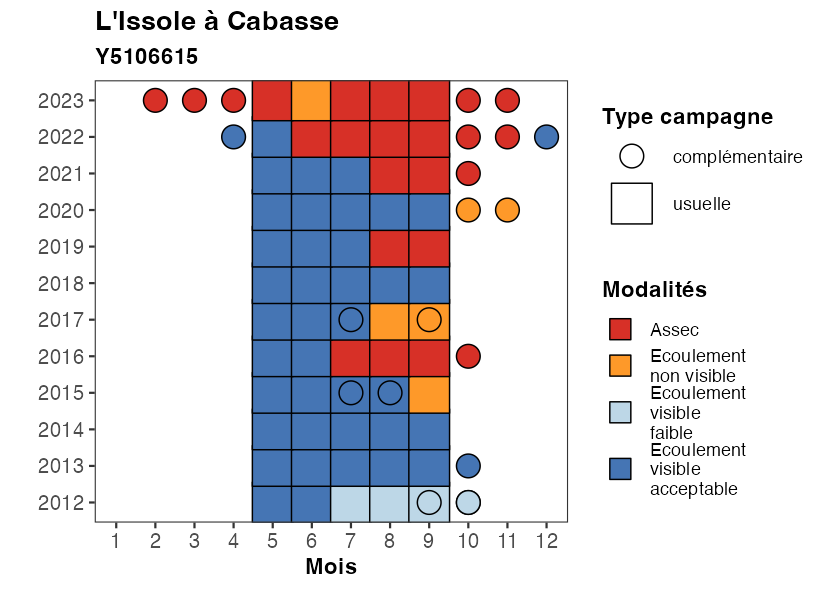 L'Issole à Cabasse
Y5106615
2023
2022
2021
2020
2019
2018
2017
2016
2015
2014
2013
2012
1 2 3 4 5 6 7 8 9 10 11 12
Mois
Type campagne
complémentaire
usuelle
Modalités
Assec
Ecoulement
non visible
Ecoulement
visible
faible
Ecoulement
visible
acceptable